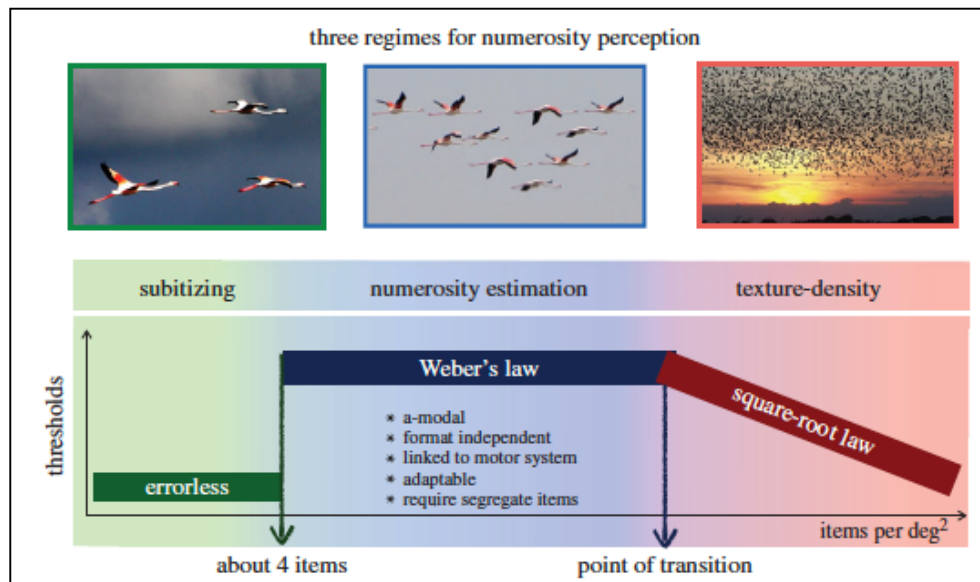 three regimes for numerosity perception
subitizing
numerosity estimation
texture-density
thresholds
errorless
Weber's law
* a-modal
* format independent
* linked to motor system
* adaptable
* require segregate items
square-root law
items per deg²
about 4 items
point of transition